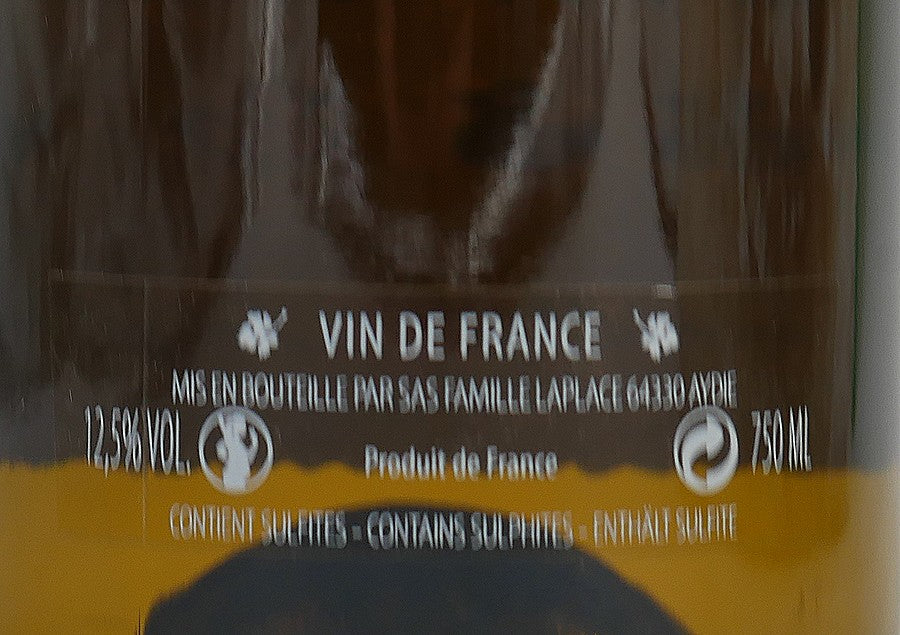 VIN DE FRANCE
MIS EN BOUTEILLE PAR SAS FAMILLE LAPLACE 64330 AYDIE
12,5% VOL. Produit de France 750 ML
CONTIENT SULFITES - CONTAINS SULPHITES - ENTHÄLT SULFITE